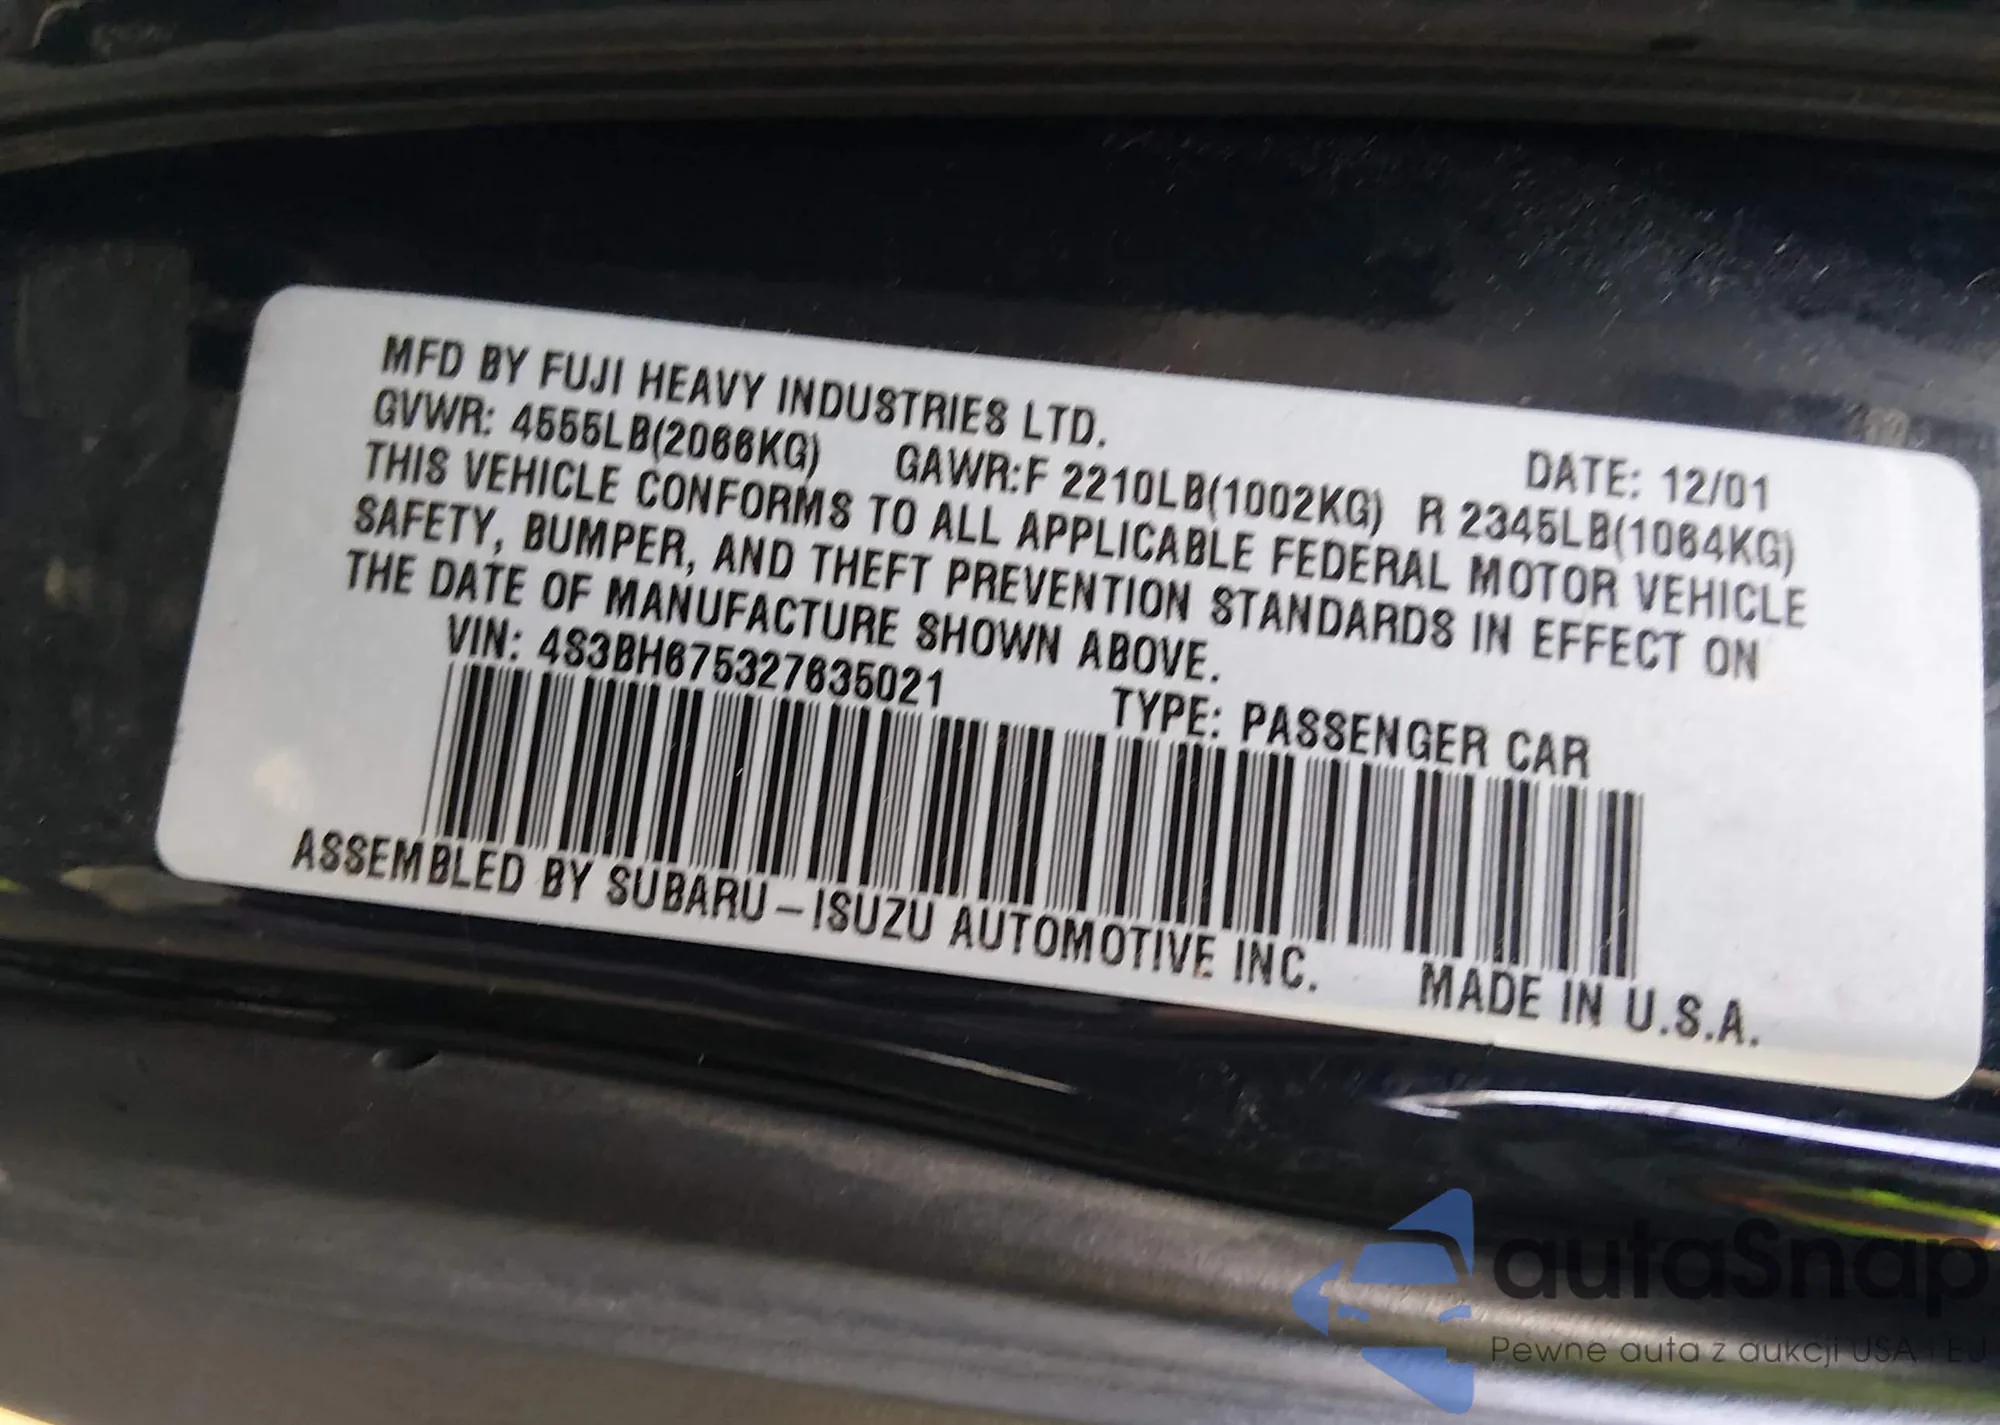 MFD BY FUJI HEAVY INDUSTRIES LTD. DATE: 12/01
GVWR: 4555LB(2066KG) GAWR:F 2210LB(1002KG) R 2345LB(1064KG)
THIS VEHICLE CONFORMS TO ALL APPLICABLE FEDERAL MOTOR VEHICLE
SAFETY, BUMPER, AND THEFT PREVENTION STANDARDS IN EFFECT ON
THE DATE OF MANUFACTURE SHOWN ABOVE.
VIN: 4S3BH675327635021 TYPE: PASSENGER CAR
ASSEMBLED BY SUBARU-ISUZU AUTOMOTIVE INC. MADE IN U.S.A.
autaSnap
Pewne auta z aukcji USA i EU